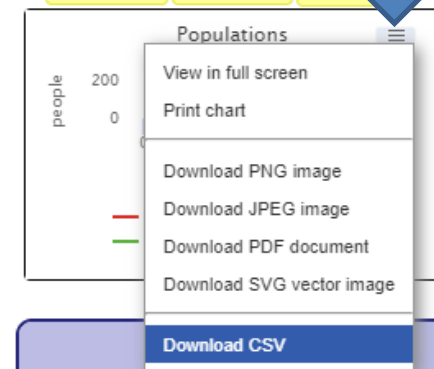 Populations
people
200
0
View in full screen
Print chart
Download PNG image
Download JPEG image
Download PDF document
Download SVG vector image
Download CSV